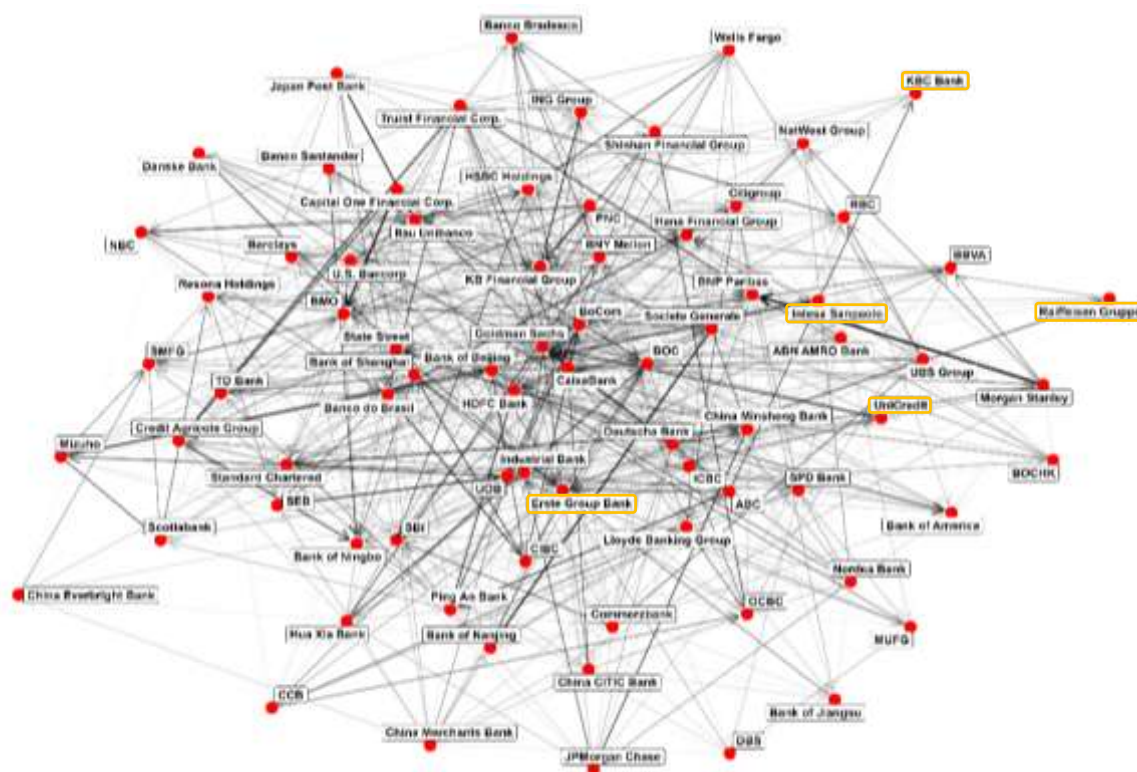 Banco Bradesco
Wells Fargo
Japan Post Bank
KBC Bank
Truist Financial Corp.
ING Group
NatWest Group
Shinhan Financial Group
Danske Bank
Banco Santander
HSBC Holdings
Citigroup
Capital One Financial Corp.
RBC
PNC
Hana Financial Group
Itau Unibanco
NBC
Barclays
BNY Mellon
BBVA
U.S. Bancorp
KB Financial Group
Resona Holdings
BNP Paribas
BMO
BoCom
Societe Generale
Intesa Sanpaolo
Raiffeisen Gruppe
State Street
Goldman Sachs
SMFG
Bank of Shanghai
Bank of Beijing
BOC
ABN AMRO Bank
TD Bank
CaixaBank
UBS Group
Banco do Brasil
HDFC Bank
Morgan Stanley
UniCredit
China Minsheng Bank
Credit Agricole Group
Deutsche Bank
Mizuho
Industrial Bank
Standard Chartered
ICBC
SPD Bank
BOCHK
UOB
SEB
Erste Group Bank
ABC
Bank of America
Scotiabank
SBI
Lloyds Banking Group
Bank of Ningbo
CIBC
Nordea Bank
China Everbright Bank
Ping An Bank
Commerzbank
OCBC
Hua Xia Bank
Bank of Nanjing
MUFG
China CITIC Bank
CCB
Bank of Jiangsu
China Merchants Bank
DBS
JPMorgan Chase